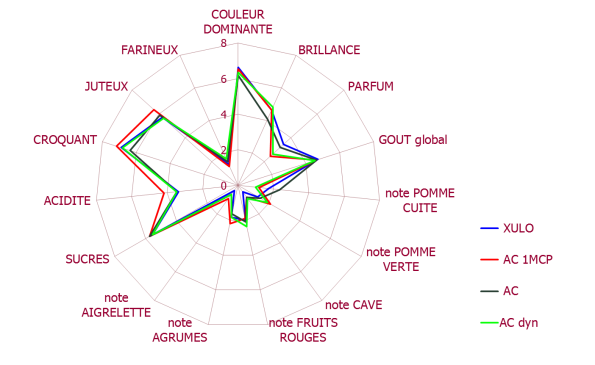 COULEUR
DOMINANTE
BRILLANCE
PARFUM
GOUT global
note POMME
CUITE
note POMME
VERTE
note CAVE
note FRUITS
ROUGES
note
AGRUMES
note
AIGRELETTE
SUCRES
ACIDITE
CROQUANT
JUTEUX
FARINEUX
8
6
4
2
0
XULO
AC 1MCP
AC
AC dyn